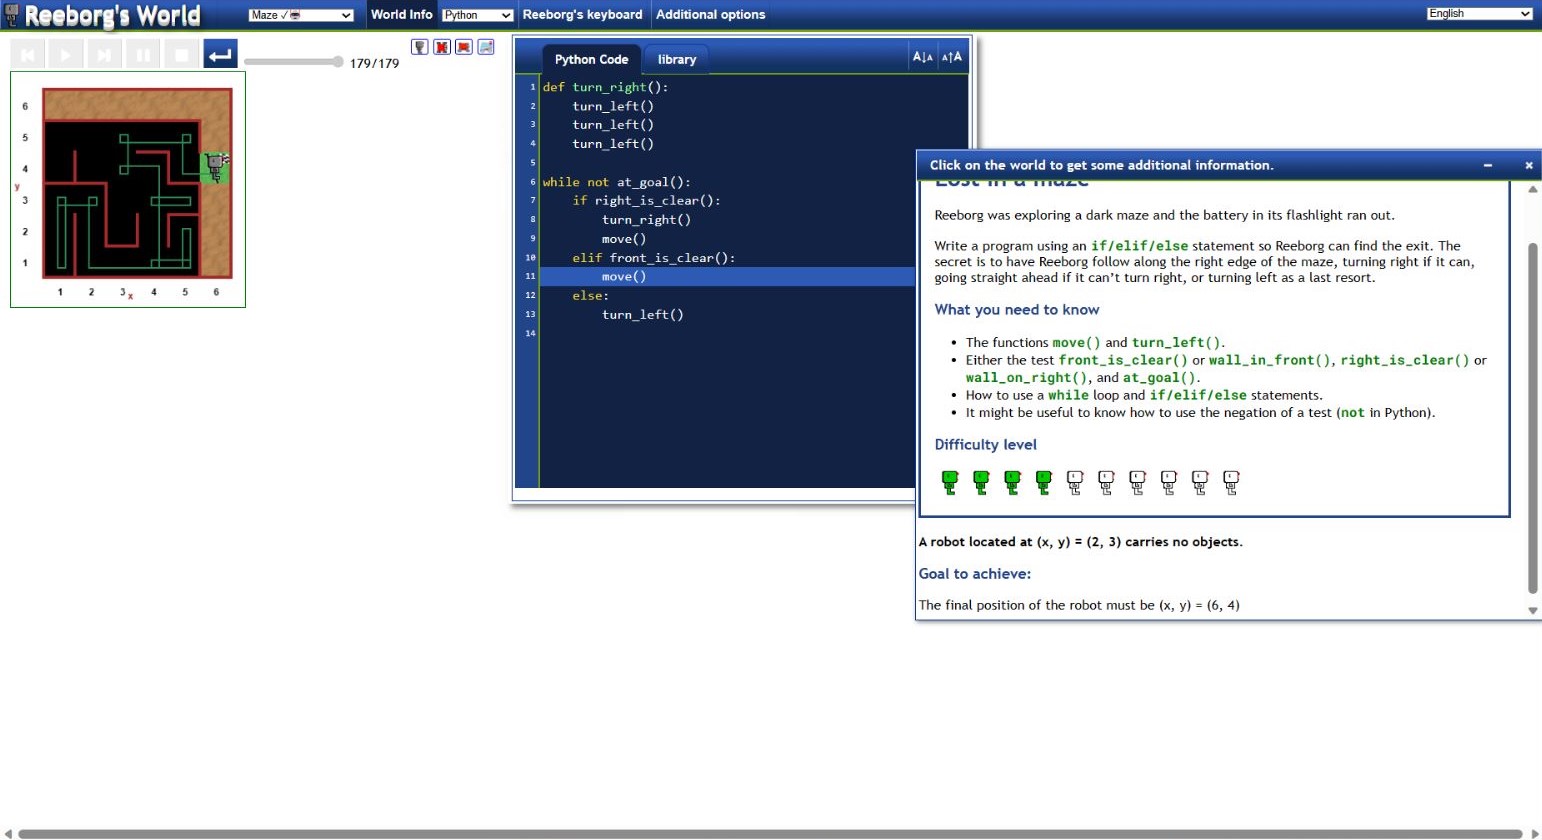 Reeborg's World
Maze ✓
World Info
Python
Reeborg's keyboard
Additional options
English
179/179
6
5
4
y
3
2
1
1 2 3 x 4 5 6
Python Code
library
A↓A A↑A
1 def turn_right():
2     turn_left()
3     turn_left()
4     turn_left()
5
6 while not at_goal():
7     if right_is_clear():
8         turn_right()
9         move()
10     elif front_is_clear():
11         move()
12     else:
13         turn_left()
14
Click on the world to get some additional information.
− ×
Lost in a maze
Reeborg was exploring a dark maze and the battery in its flashlight ran out.
Write a program using an if/elif/else statement so Reeborg can find the exit. The
secret is to have Reeborg follow along the right edge of the maze, turning right if it can,
going straight ahead if it can't turn right, or turning left as a last resort.
What you need to know
• The functions move() and turn_left().
• Either the test front_is_clear() or wall_in_front(), right_is_clear() or
wall_on_right(), and at_goal().
• How to use a while loop and if/elif/else statements.
• It might be useful to know how to use the negation of a test (not in Python).
Difficulty level
A robot located at (x, y) = (2, 3) carries no objects.
Goal to achieve:
The final position of the robot must be (x, y) = (6, 4)